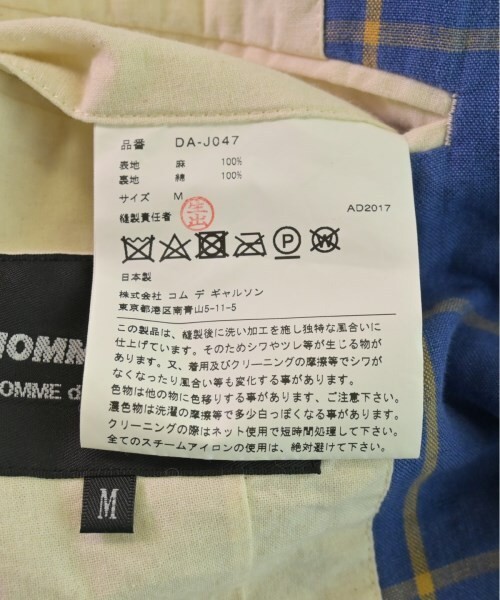 品番 DA-J047
表地 麻 100%
裏地 綿 100%
サイズ M
縫製責任者
AD2017
P
W
日本製
株式会社 コム デ ギャルソン
東京都港区南青山5-11-5
この製品は、縫製後に洗い加工を施し独特な風合いに
仕上げています。そのためシワやツレ等が生じる物が
あります。又、着用及びクリーニングの摩擦等でシワが
なくなったり風合い等も変化する事があります。
色物は他の物に色移りする事があります、ご注意下さい。
濃色物は洗濯の摩擦等で多少白っぽくなる事があります。
クリーニングの際はネット使用で短時間処理して下さい。
全てのスチームアイロンの使用は、絶対避けて下さい。
HOMM
OMME d
M